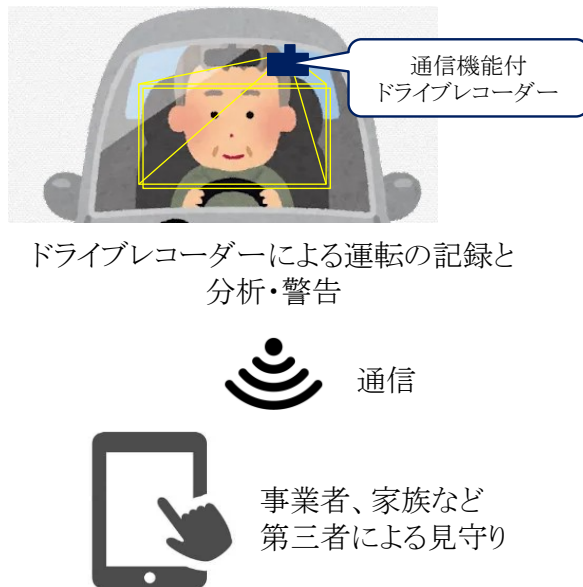 通信機能付
ドライブレコーダー
ドライブレコーダーによる運転の記録と
分析・警告
通信
事業者、家族など
第三者による見守り